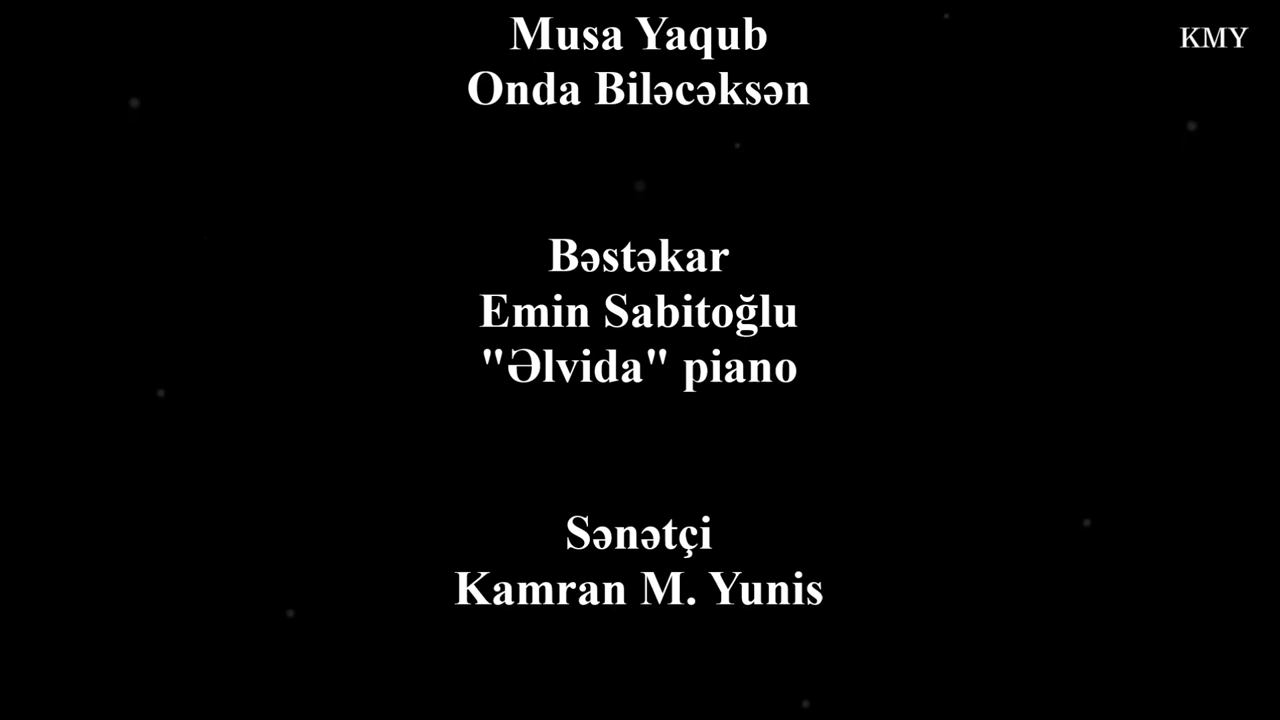 Musa Yaqub
KMY
Onda Biləcəksən
Bəstəkar
Emin Sabitoğlu
"Əlvida" piano
Sənətçi
Kamran M. Yunis